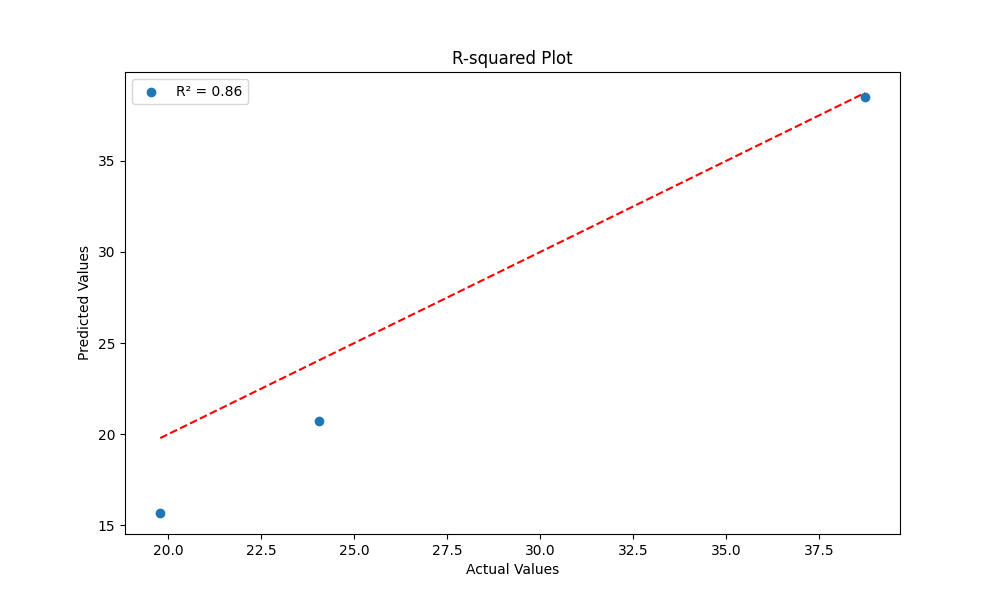 R-squared Plot
R² = 0.86
35
30
25
20
15
Predicted Values
20.0 22.5 25.0 27.5 30.0 32.5 35.0 37.5
Actual Values